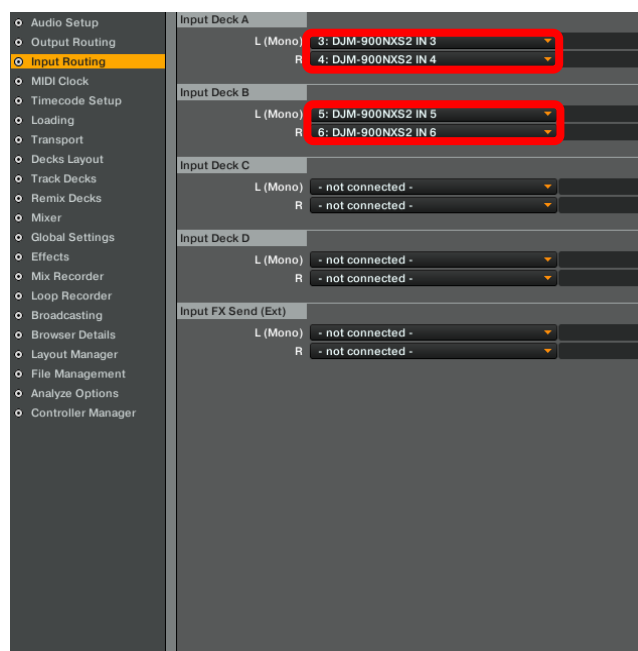 Audio Setup
Output Routing
Input Routing
MIDI Clock
Timecode Setup
Loading
Transport
Decks Layout
Track Decks
Remix Decks
Mixer
Global Settings
Effects
Mix Recorder
Loop Recorder
Broadcasting
Browser Details
Layout Manager
File Management
Analyze Options
Controller Manager
Input Deck A
L (Mono) 3: DJM-900NXS2 IN 3
R 4: DJM-900NXS2 IN 4
Input Deck B
L (Mono) 5: DJM-900NXS2 IN 5
R 6: DJM-900NXS2 IN 6
Input Deck C
L (Mono) - not connected -
R - not connected -
Input Deck D
L (Mono) - not connected -
R - not connected -
Input FX Send (Ext)
L (Mono) - not connected -
R - not connected -